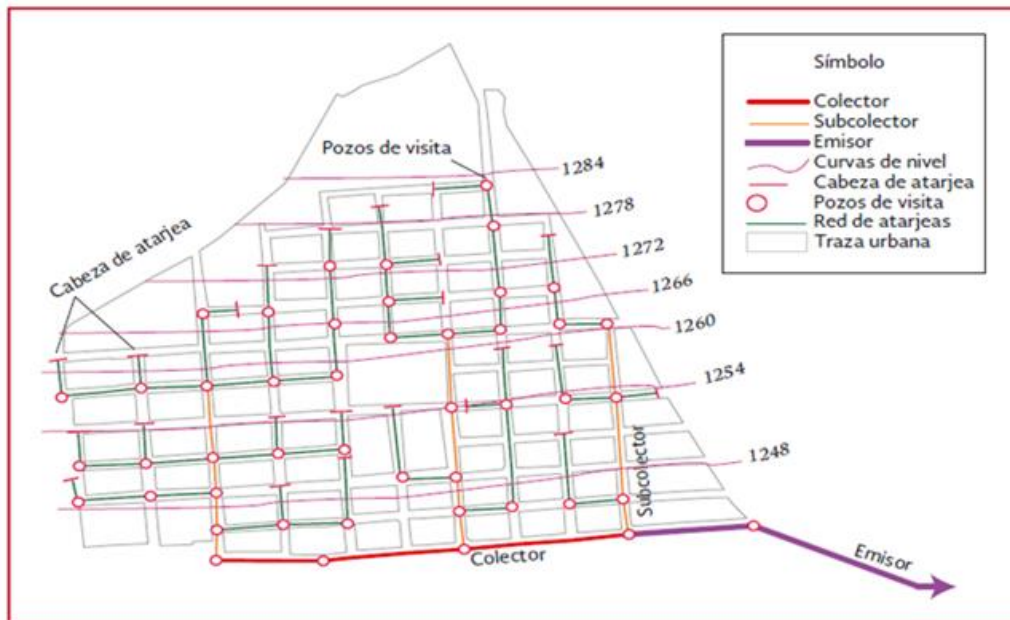 Símbolo
Colector
Subcolector
Emisor
Curvas de nivel
Cabeza de atarjea
Pozos de visita
Red de atarjeas
Traza urbana
Pozos de visita
1284
1278
1272
1266
1260
1254
1248
Cabeza de atarjea
Subcolector
Colector
Emisor